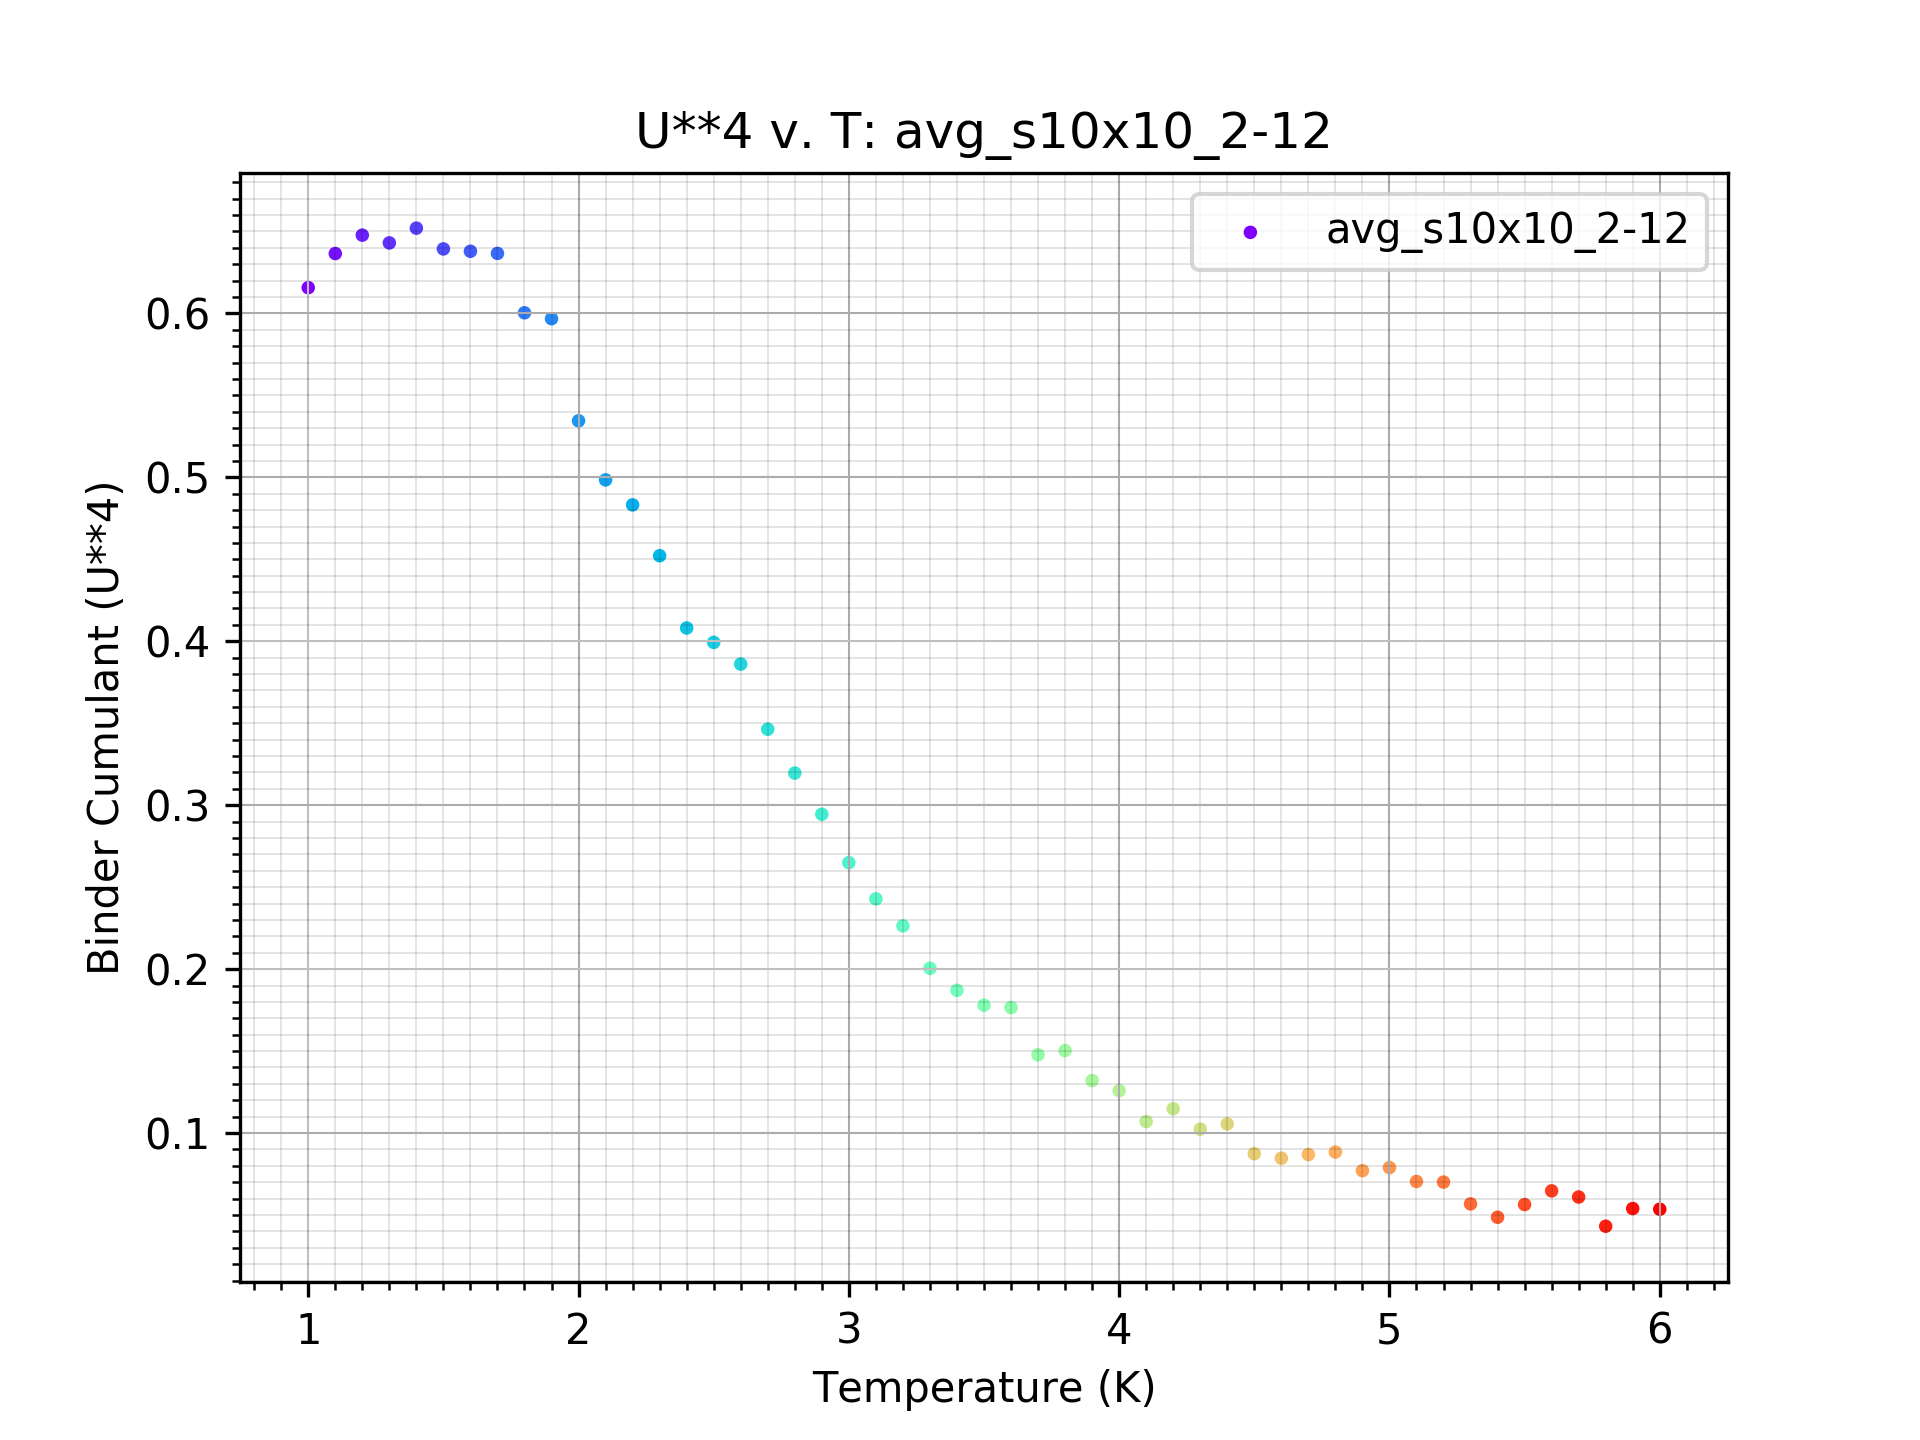 U**4 v. T: avg_s10x10_2-12
avg_s10x10_2-12
Binder Cumulant (U**4)
0.6
0.5
0.4
0.3
0.2
0.1
1 2 3 4 5 6
Temperature (K)